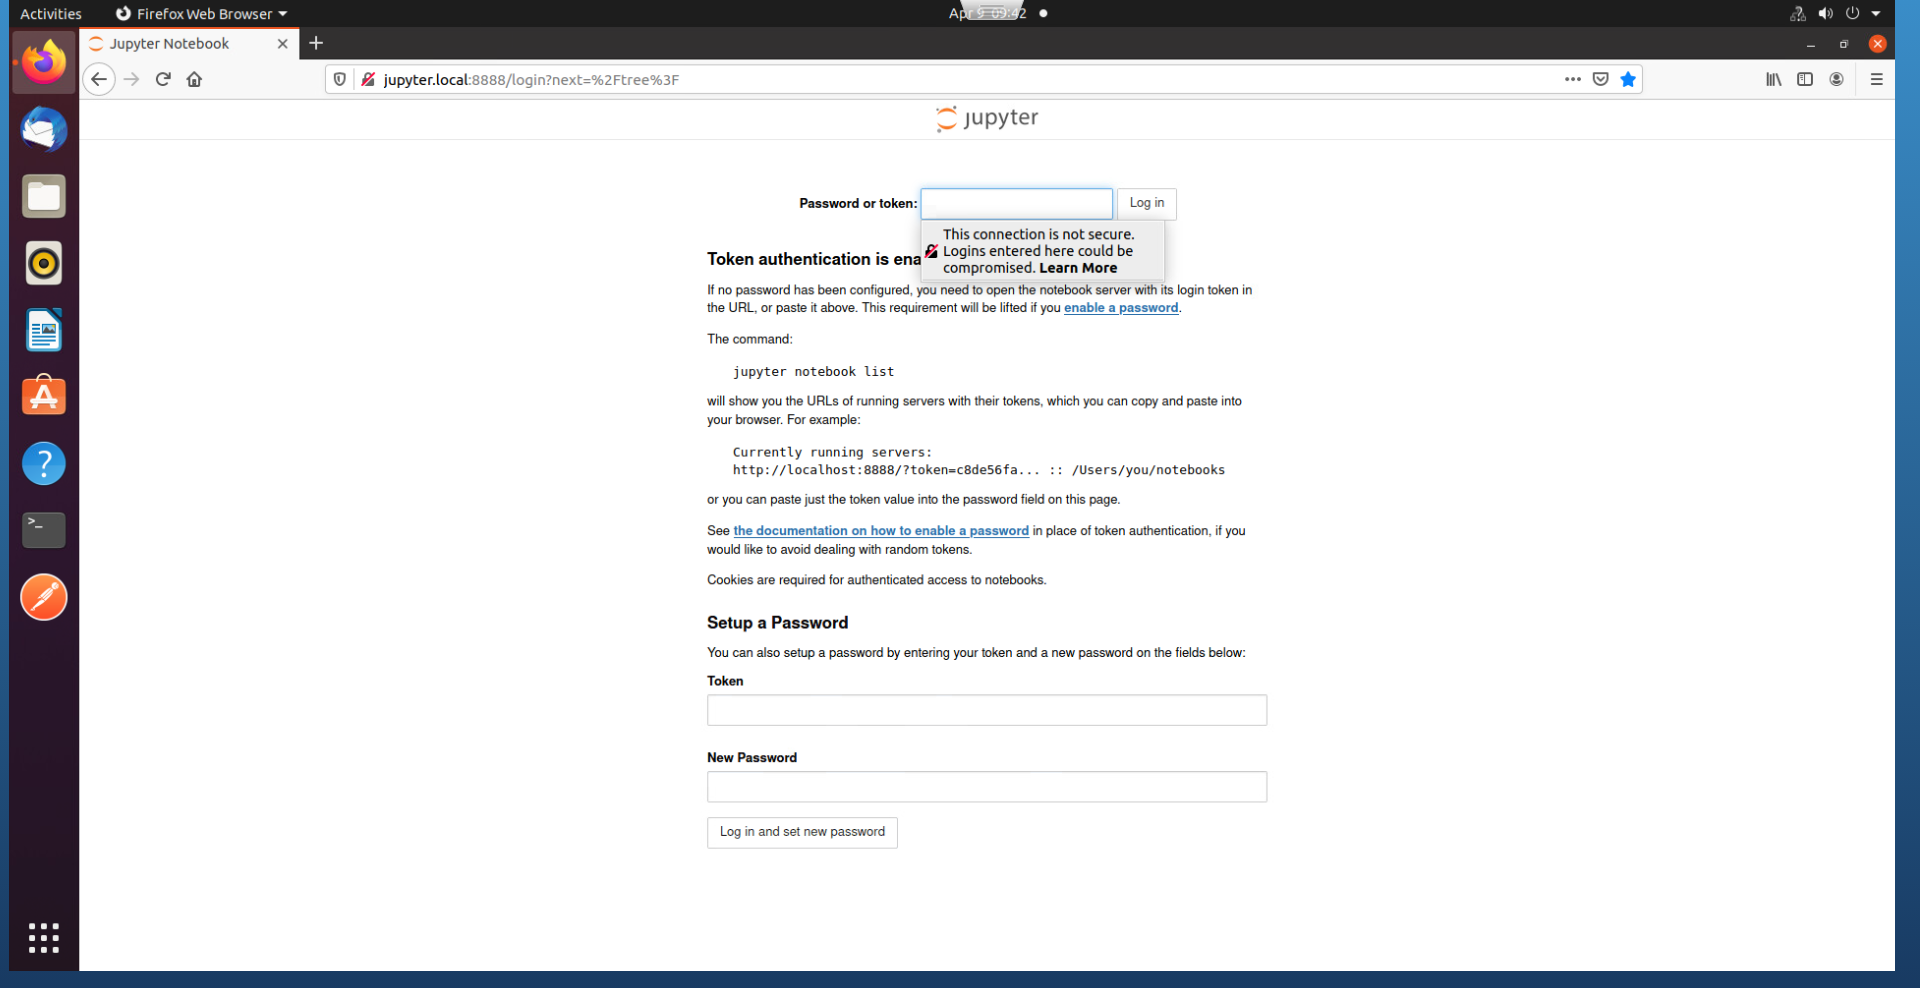 Activities
Firefox Web Browser
Apr 9 09:42
Jupyter Notebook
jupyter.local:8888/login?next=%2Ftree%3F
jupyter
Password or token:
Log in
This connection is not secure.
Logins entered here could be
compromised. Learn More
Token authentication is ena
If no password has been configured, you need to open the notebook server with its login token in
the URL, or paste it above. This requirement will be lifted if you enable a password.
The command:
jupyter notebook list
will show you the URLs of running servers with their tokens, which you can copy and paste into
your browser. For example:
Currently running servers:
http://localhost:8888/?token=c8de56fa... :: /Users/you/notebooks
or you can paste just the token value into the password field on this page.
See the documentation on how to enable a password in place of token authentication, if you
would like to avoid dealing with random tokens.
Cookies are required for authenticated access to notebooks.
Setup a Password
You can also setup a password by entering your token and a new password on the fields below:
Token
New Password
Log in and set new password